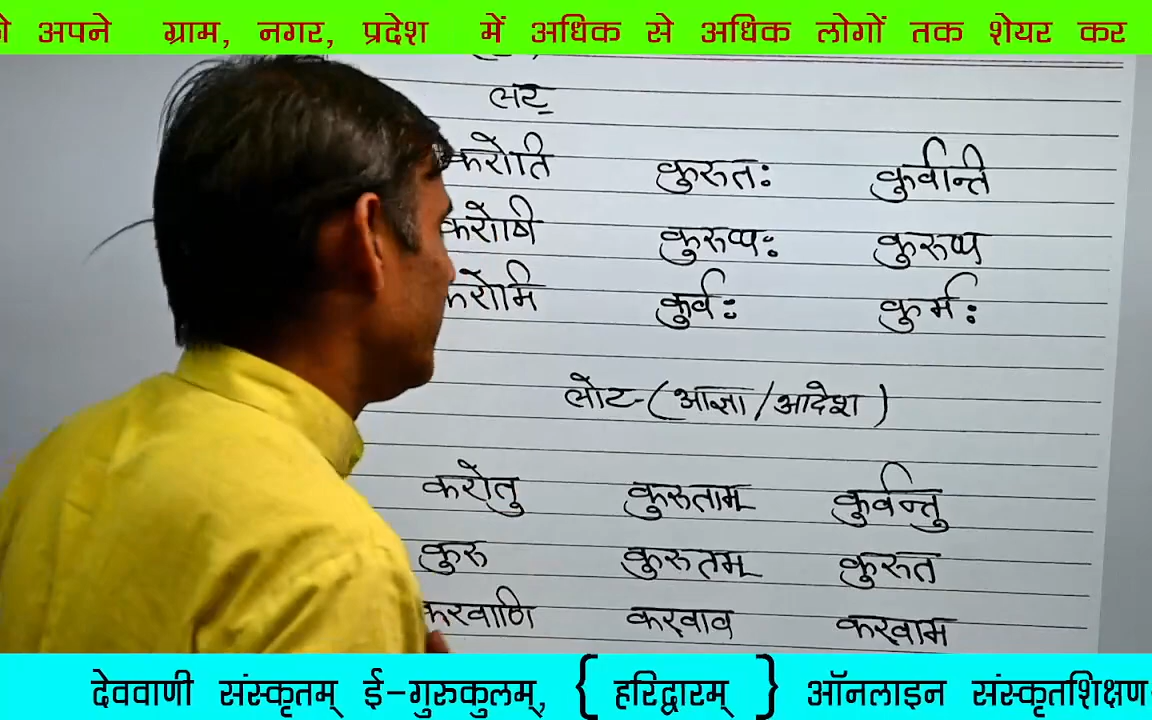 अपने ग्राम, नगर, प्रदेश में अधिक से अधिक लोगों तक शेयर कर
लट्
करोति कुरुतः कुर्वन्ति
करोषि कुरुथः कुरुथ
करोमि कुर्वः कुर्मः
लोट-(आज्ञा/आदेश)
करोतु कुरुताम् कुर्वन्तु
कुरु कुरुतम् कुरुत
करवाणि करवाव करवाम
देववाणी संस्कृतम् ई-गुरुकुलम्, { हरिद्वारम् } ऑनलाइन संस्कृतशिक्षण